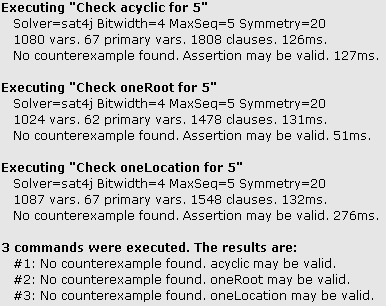 Executing "Check acyclic for 5"
Solver=sat4j Bitwidth=4 MaxSeq=5 Symmetry=20
1080 vars. 67 primary vars. 1808 clauses. 126ms.
No counterexample found. Assertion may be valid. 127ms.
Executing "Check oneRoot for 5"
Solver=sat4j Bitwidth=4 MaxSeq=5 Symmetry=20
1024 vars. 62 primary vars. 1478 clauses. 131ms.
No counterexample found. Assertion may be valid. 51ms.
Executing "Check oneLocation for 5"
Solver=sat4j Bitwidth=4 MaxSeq=5 Symmetry=20
1087 vars. 67 primary vars. 1548 clauses. 132ms.
No counterexample found. Assertion may be valid. 276ms.
3 commands were executed. The results are:
#1: No counterexample found. acyclic may be valid.
#2: No counterexample found. oneRoot may be valid.
#3: No counterexample found. oneLocation may be valid.